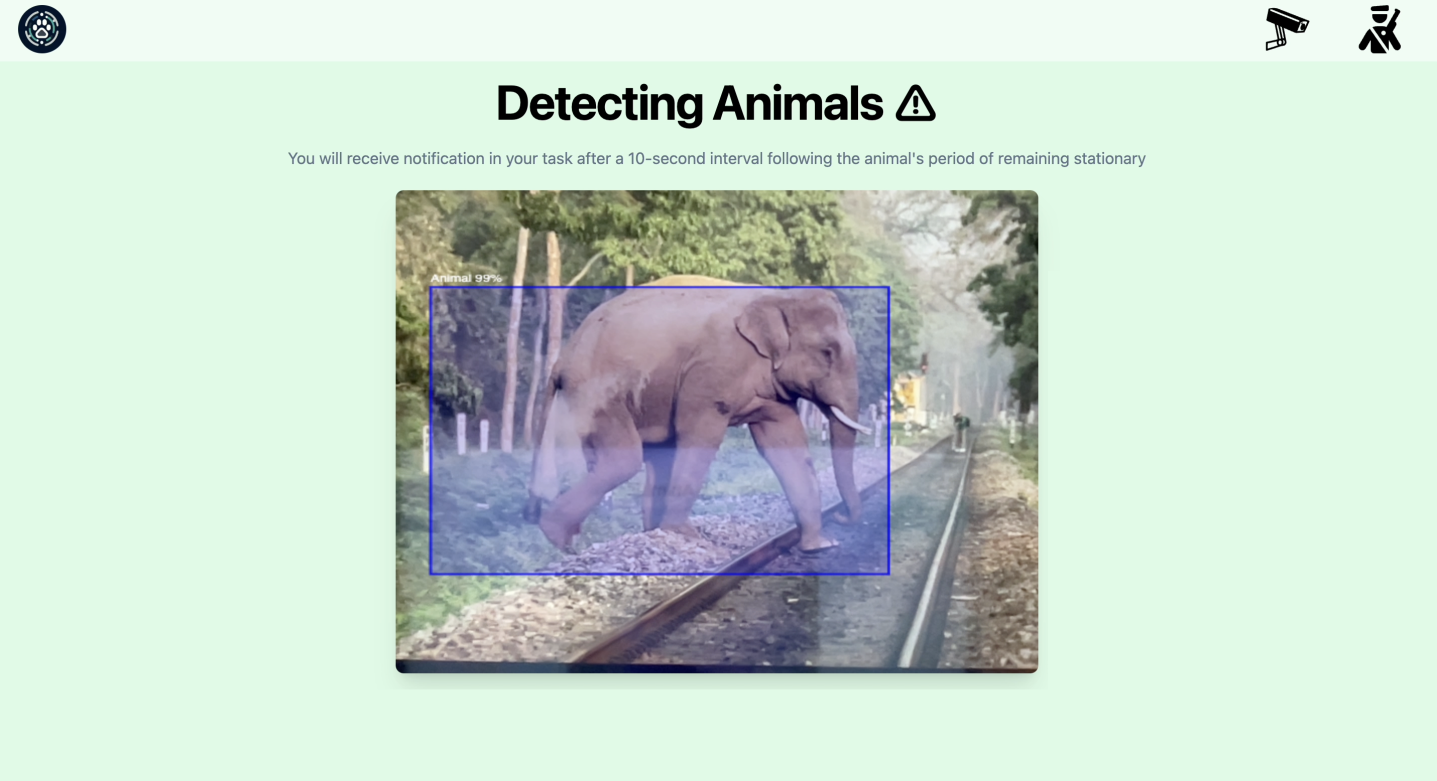 Detecting Animals
You will receive notification in your task after a 10-second interval following the animal's period of remaining stationary
Animal 99%